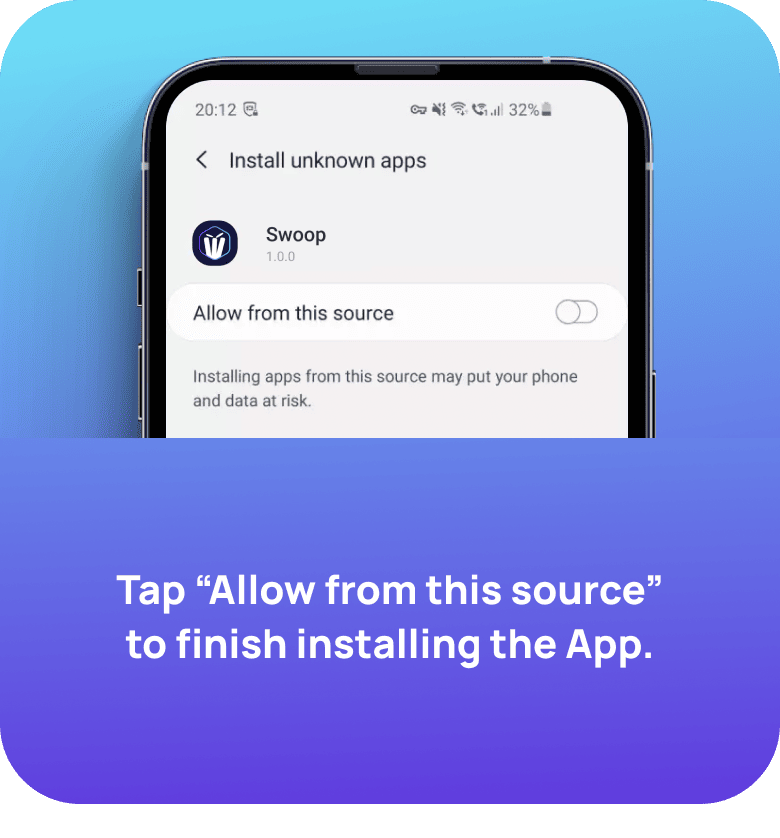 20:12 32%
Install unknown apps
Swoop
1.0.0
Allow from this source
Installing apps from this source may put your phone
and data at risk.
Tap “Allow from this source”
to finish installing the App.